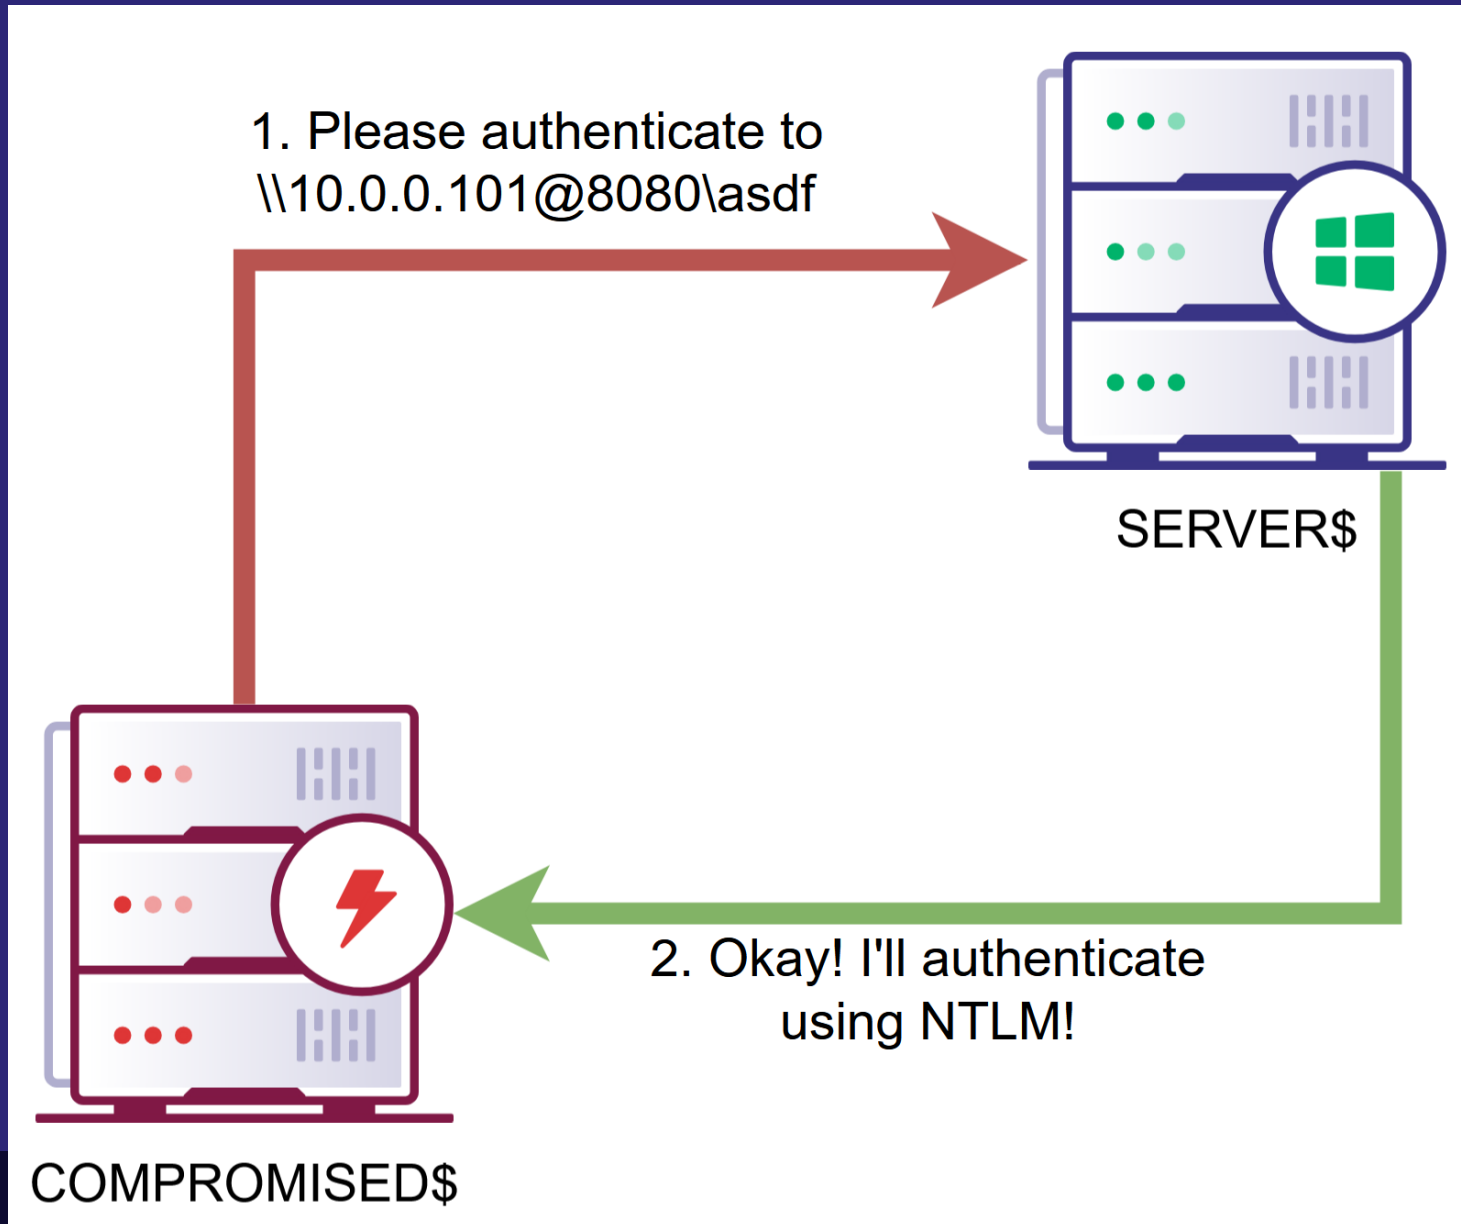 1. Please authenticate to
\\10.0.0.101@8080\asdf
SERVER$
2. Okay! I'll authenticate
using NTLM!
COMPROMISED$